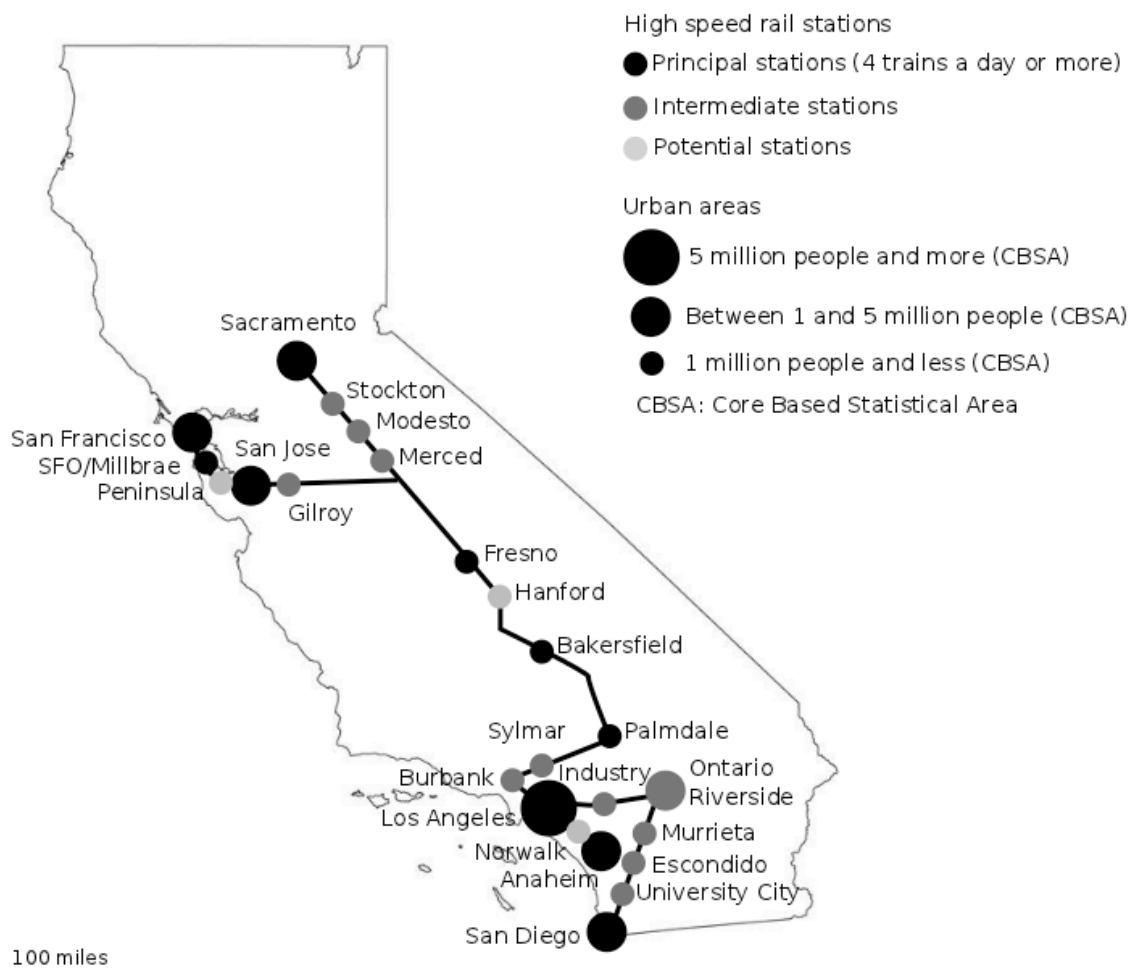 High speed rail stations
Principal stations (4 trains a day or more)
Intermediate stations
Potential stations
Urban areas
5 million people and more (CBSA)
Between 1 and 5 million people (CBSA)
1 million people and less (CBSA)
CBSA: Core Based Statistical Area
Sacramento
Stockton
Modesto
Merced
San Francisco
San Jose
SFO/Millbrae
Peninsula
Gilroy
Fresno
Hanford
Bakersfield
Palmdale
Sylmar
Burbank
Industry
Ontario
Riverside
Los Angeles
Murrieta
Norwalk
Escondido
Anaheim
University City
San Diego
100 miles